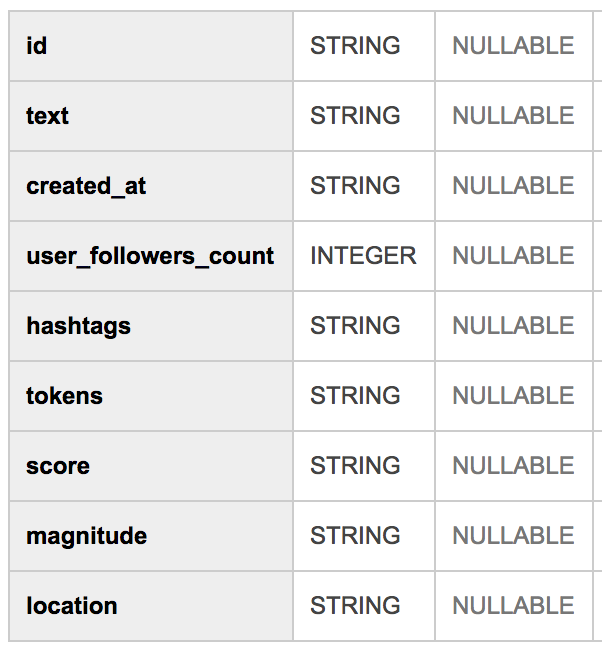 id STRING NULLABLE
text STRING NULLABLE
created_at STRING NULLABLE
user_followers_count INTEGER NULLABLE
hashtags STRING NULLABLE
tokens STRING NULLABLE
score STRING NULLABLE
magnitude STRING NULLABLE
location STRING NULLABLE